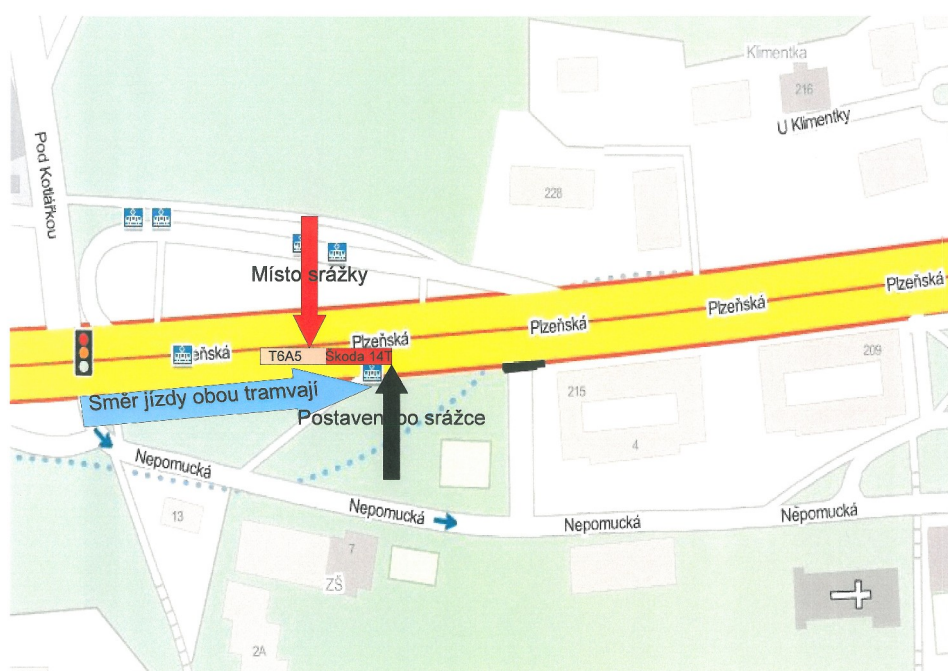 Klimentka
216
U Klimentky
Pod Kotlářkou
228
Místo srážky
Plzeňská
Plzeňská
Plzeňská
Plzeňská
zeňská
T6A5
Škoda 14T
209
215
Směr jízdy obou tramvají
Postavení po srážce
4
Nepomucká
13
Nepomucká
Nepomucká
Nepomucká
7
ZŠ
2A